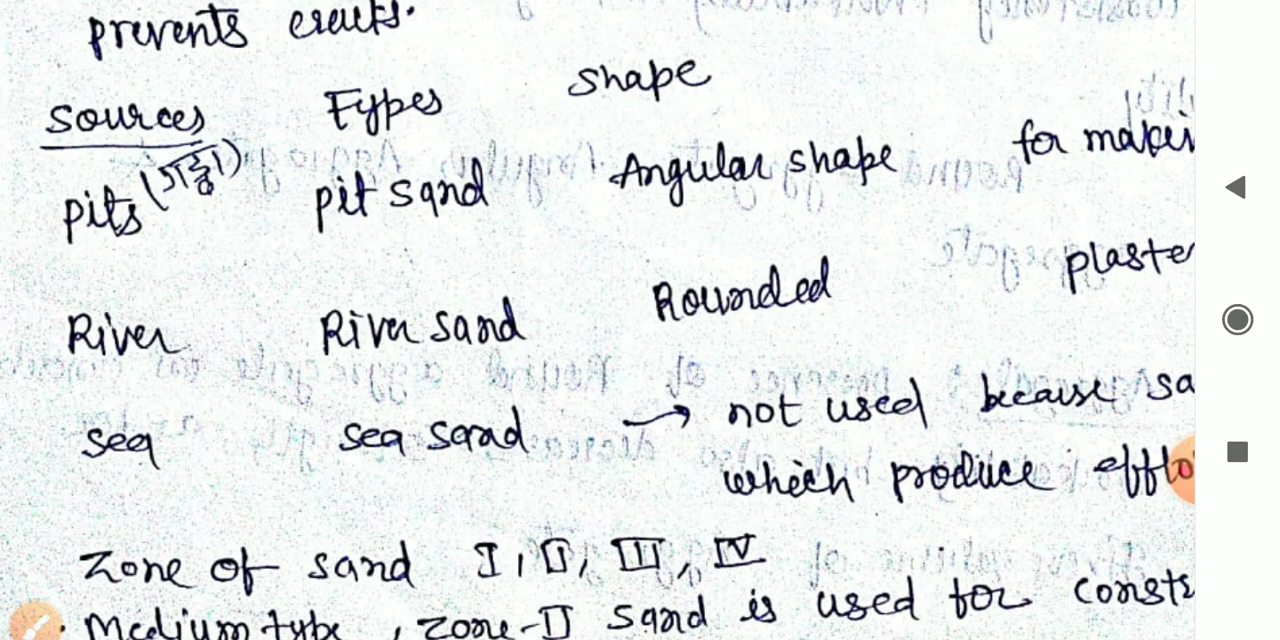 prevents cracks.
Sources Types shape
pits (गड्ढा) pit sand Angular shape for makin
River River sand Rounded plaster
sea sea sand → not used because sa
which produce efflo
Zone of sand I, II, III, IV
. Medium type, zone-II sand is used for consts